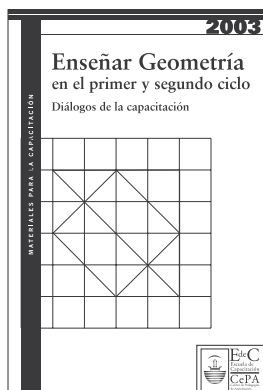 2003
Enseñar Geometría
en el primer y segundo ciclo
Diálogos de la capacitación
MATERIALES PARA LA CAPACITACIÓN
EdeC
Escuela de
Capacitación
CePA